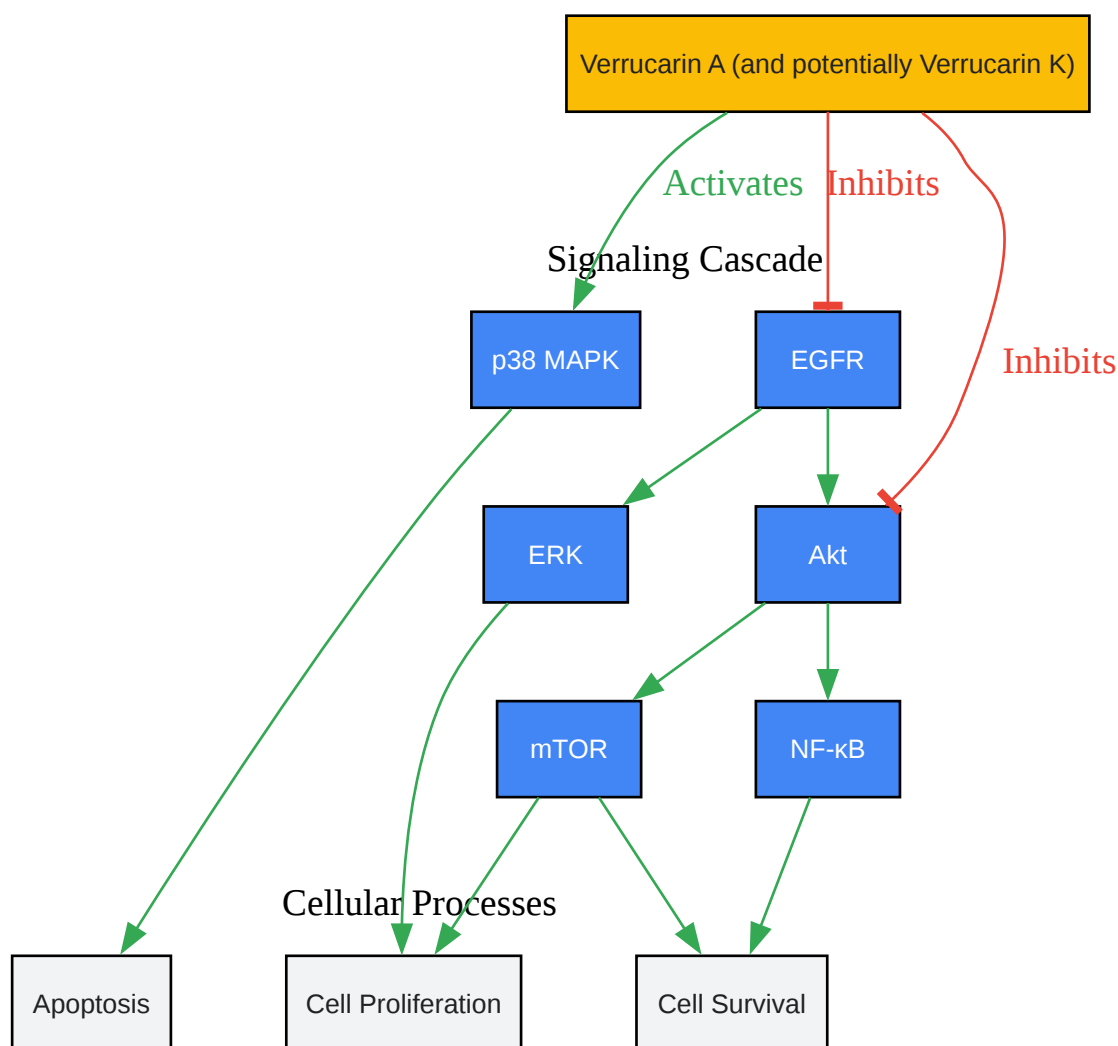 Verrucarin A (and potentially Verrucarin K)
Activates
Inhibits
Signaling Cascade
p38 MAPK
EGFR
Inhibits
ERK
Akt
mTOR
NF-κB
Cellular Processes
Apoptosis
Cell Proliferation
Cell Survival